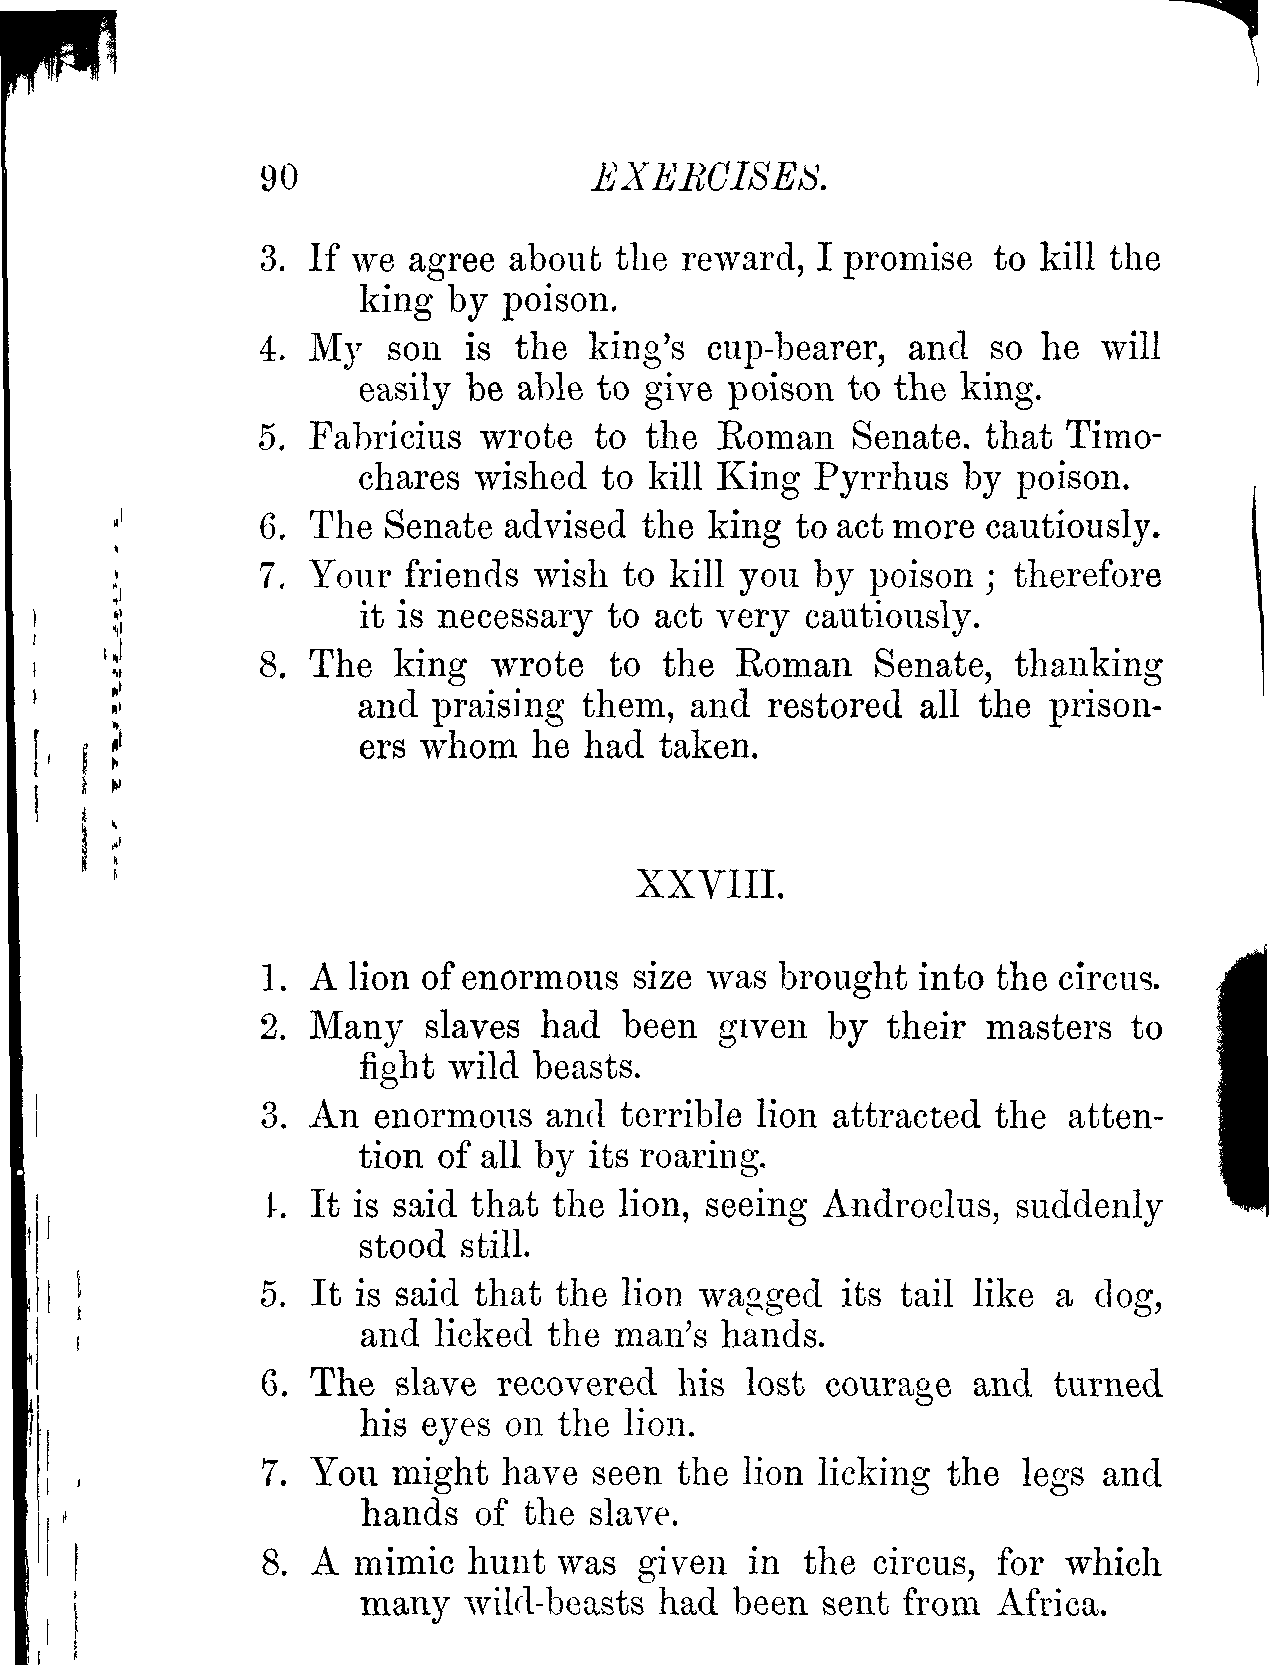 90 EXERCISES.
3. If we agree about the reward, I promise to kill the
king by poison.
4. My son is the king's cup-bearer, and so he will
easily be able to give poison to the king.
5. Fabricius wrote to the Roman Senate. that Timo-
chares wished to kill King Pyrrhus by poison.
6. The Senate advised the king to act more cautiously.
7. Your friends wish to kill you by poison ; therefore
it is necessary to act very cautiously.
8. The king wrote to the Roman Senate, thanking
and praising them, and restored all the prison-
ers whom he had taken.
XXVIII.
1. A lion of enormous size was brought into the circus.
2. Many slaves had been given by their masters to
fight wild beasts.
3. An enormous and terrible lion attracted the atten-
tion of all by its roaring.
4. It is said that the lion, seeing Androclus, suddenly
stood still.
5. It is said that the lion wagged its tail like a dog,
and licked the man's hands.
6. The slave recovered his lost courage and turned
his eyes on the lion.
7. You might have seen the lion licking the legs and
hands of the slave.
8. A mimic hunt was given in the circus, for which
many wild-beasts had been sent from Africa.